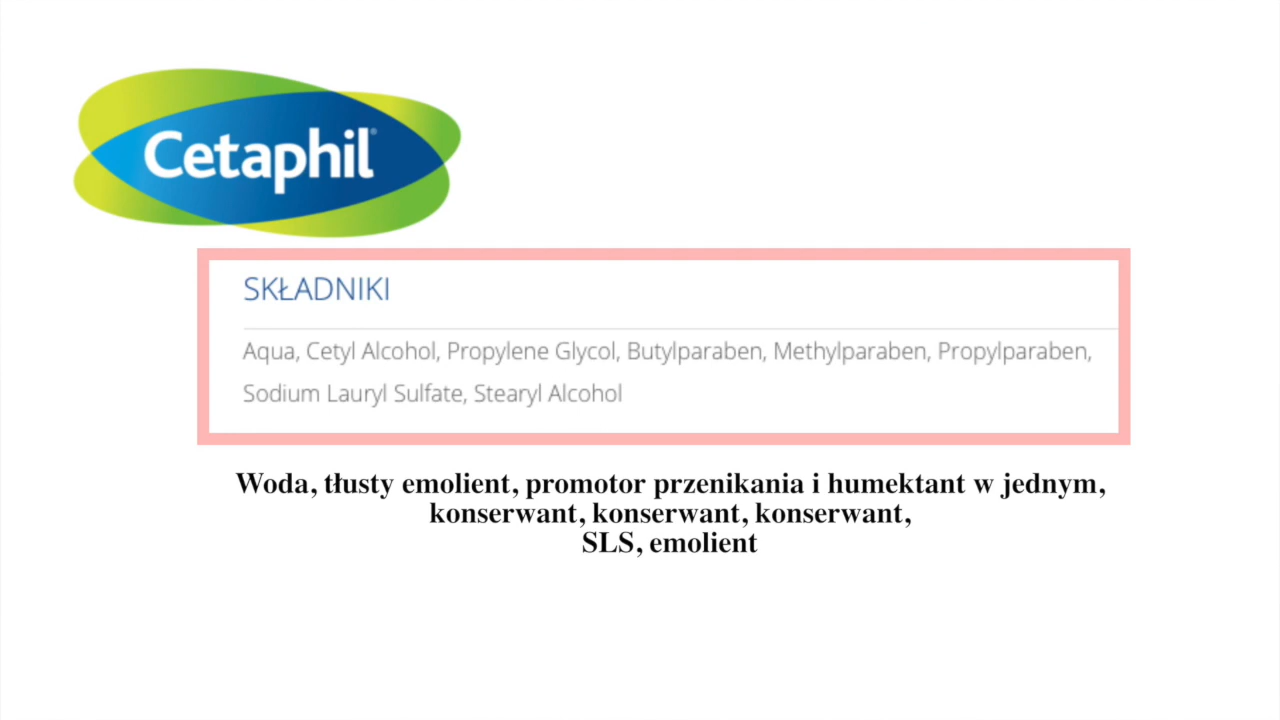 Cetaphil®
SKŁADNIKI
Aqua, Cetyl Alcohol, Propylene Glycol, Butylparaben, Methylparaben, Propylparaben,
Sodium Lauryl Sulfate, Stearyl Alcohol
Woda, tłusty emolient, promotor przenikania i humektant w jednym,
konserwant, konserwant, konserwant,
SLS, emolient